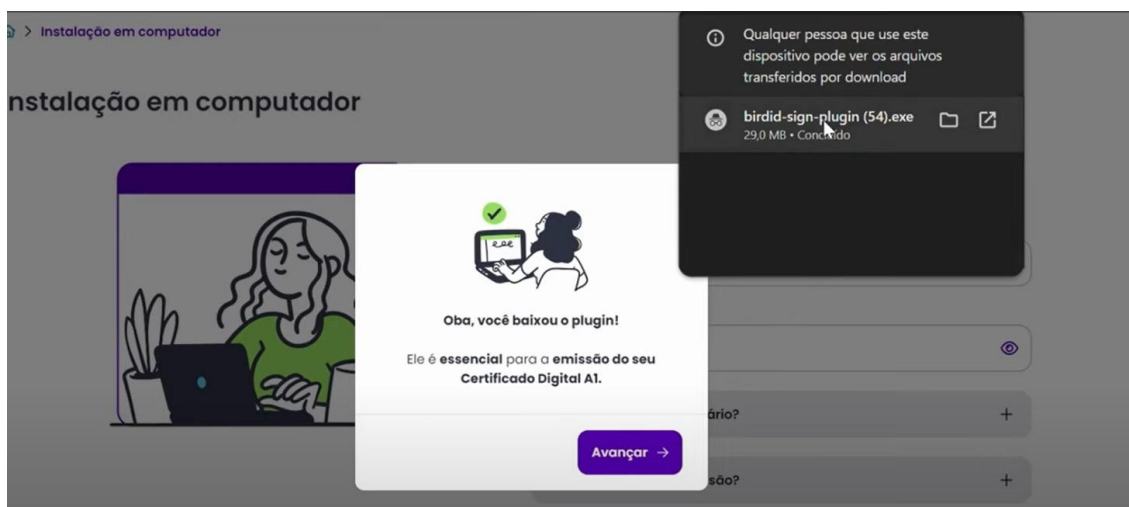 > Instalação em computador
nstalação em computador
Qualquer pessoa que use este
dispositivo pode ver os arquivos
transferidos por download
birdid-sign-plugin (54).exe
29,0 MB • Concluído
Oba, você baixou o plugin!
Ele é essencial para a emissão do seu
Certificado Digital A1.
Avançar →
ário?
+
são?
+